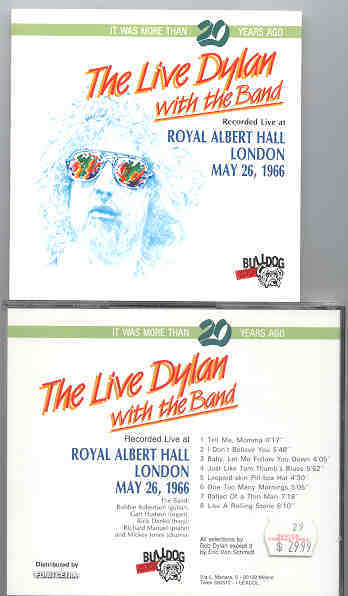 IT WAS MORE THAN 20 YEARS AGO
The Live Dylan
with the Band
Recorded Live at
ROYAL ALBERT HALL
LONDON
MAY 26, 1966
BULLDOG
IT WAS MORE THAN 20 YEARS AGO
The Live Dylan
with the Band
Recorded Live at
ROYAL ALBERT HALL
LONDON
MAY 26, 1966
The Band:
Robbie Robertson (guitar),
Garth Hudson (organ),
Rick Danko (bass),
Richard Manuel (piano)
and Mickey Jones (drums)
1 Tell Me, Momma 4'17"
2 I Don't Believe You 5'48"
3 Baby, Let Me Follow You Down 4'05"
4 Just Like Tom Thumb's Blues 5'52"
5 Leopard-skin Pill-box Hat 4'30"
6 One Too Many Mornings 5'05"
7 Ballad Of a Thin Man 7'18"
8 Like A Rolling Stone 8'10"
29
$ 29.99
All selections by
Bob Dylan except 3
by Eric Von Schmidt
Distributed by
BULLDOG